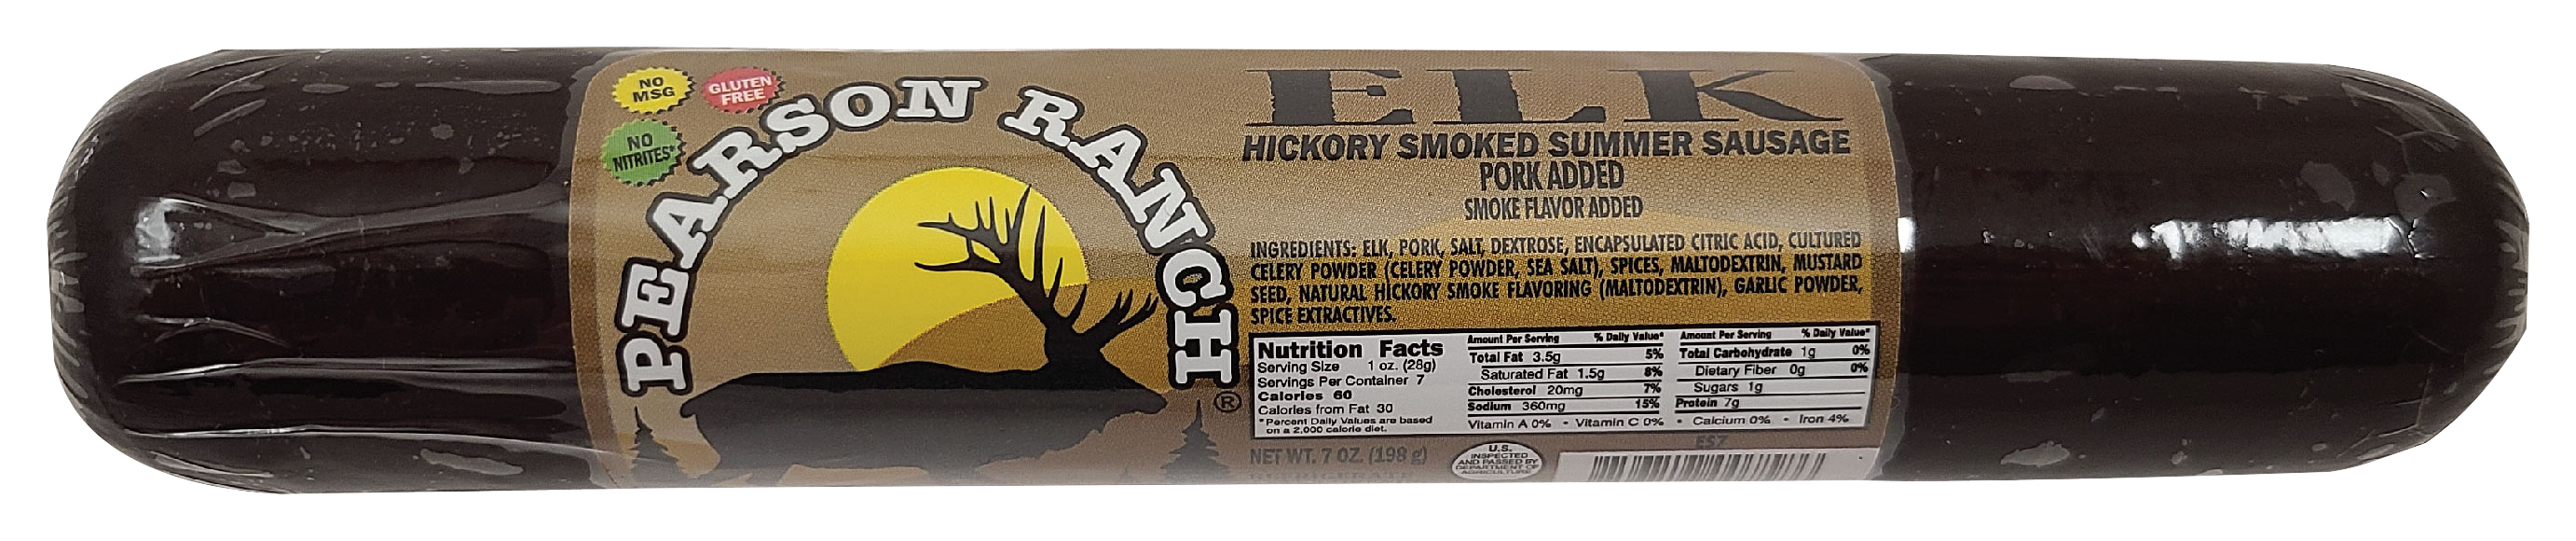 NO
MSG
GLUTEN
FREE
NO
NITRITES*
PEARSON RANCH®
ELK
HICKORY SMOKED SUMMER SAUSAGE
PORK ADDED
SMOKE FLAVOR ADDED
INGREDIENTS: ELK, PORK, SALT, DEXTROSE, ENCAPSULATED CITRIC ACID, CULTURED
CELERY POWDER (CELERY POWDER, SEA SALT), SPICES, MALTODEXTRIN, MUSTARD
SEED, NATURAL HICKORY SMOKE FLAVORING (MALTODEXTRIN), GARLIC POWDER,
SPICE EXTRACTIVES.
Nutrition Facts
Serving Size 1 oz. (28g)
Servings Per Container 7
Calories 60
Calories from Fat 30
*Percent Daily Values are based
on a 2,000 calorie diet.
Amount Per Serving % Daily Value*
Total Fat 3.5g 5%
Saturated Fat 1.5g 8%
Cholesterol 20mg 7%
Sodium 360mg 15%
Amount Per Serving % Daily Value*
Total Carbohydrate 1g 0%
Dietary Fiber 0g 0%
Sugars 1g
Protein 7g
Vitamin A 0% • Vitamin C 0% • Calcium 0% • Iron 4%
NET WT. 7 OZ. (198 g)
U.S.
INSPECTED
AND PASSED BY
DEPARTMENT OF
AGRICULTURE
ES7